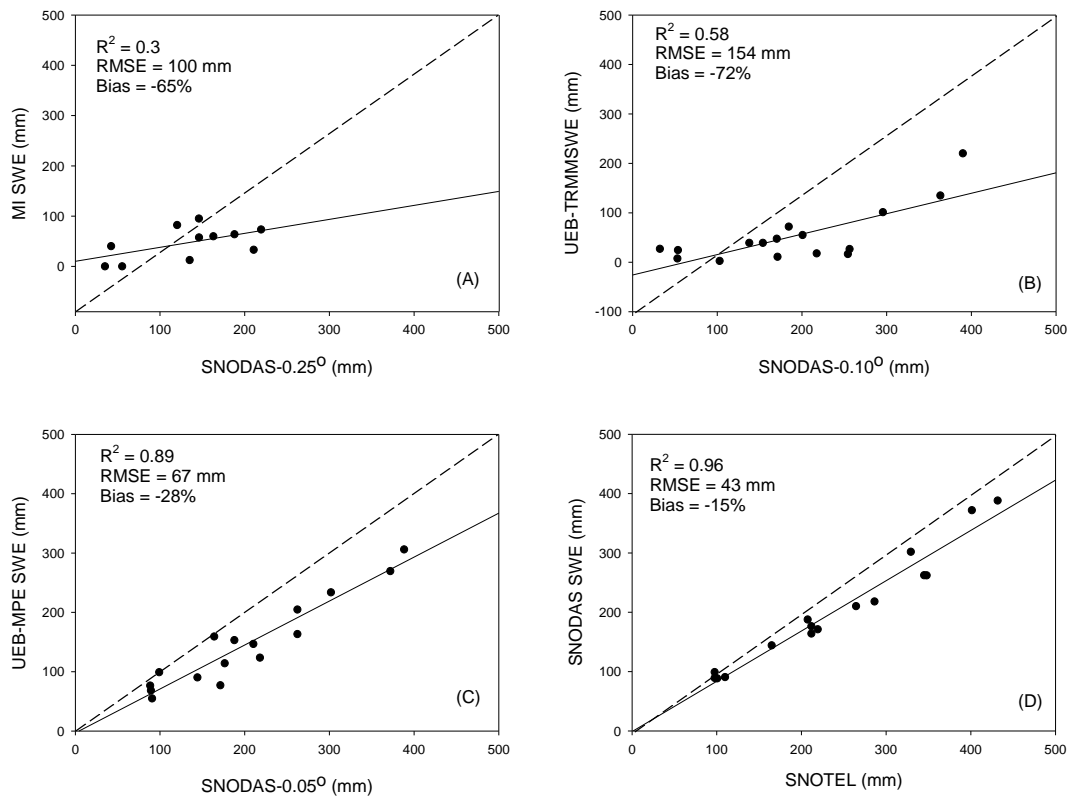 500
400
300
200
100
0
MI SWE (mm)
R² = 0.3
RMSE = 100 mm
Bias = -65%
(A)
0 100 200 300 400 500
SNODAS-0.25° (mm)
500
400
300
200
100
0
-100
UEB-TRMMSWE (mm)
R² = 0.58
RMSE = 154 mm
Bias = -72%
(B)
0 100 200 300 400 500
SNODAS-0.10° (mm)
500
400
300
200
100
0
UEB-MPE SWE (mm)
R² = 0.89
RMSE = 67 mm
Bias = -28%
(C)
0 100 200 300 400 500
SNODAS-0.05° (mm)
500
400
300
200
100
0
SNODAS SWE (mm)
R² = 0.96
RMSE = 43 mm
Bias = -15%
(D)
0 100 200 300 400 500
SNOTEL (mm)